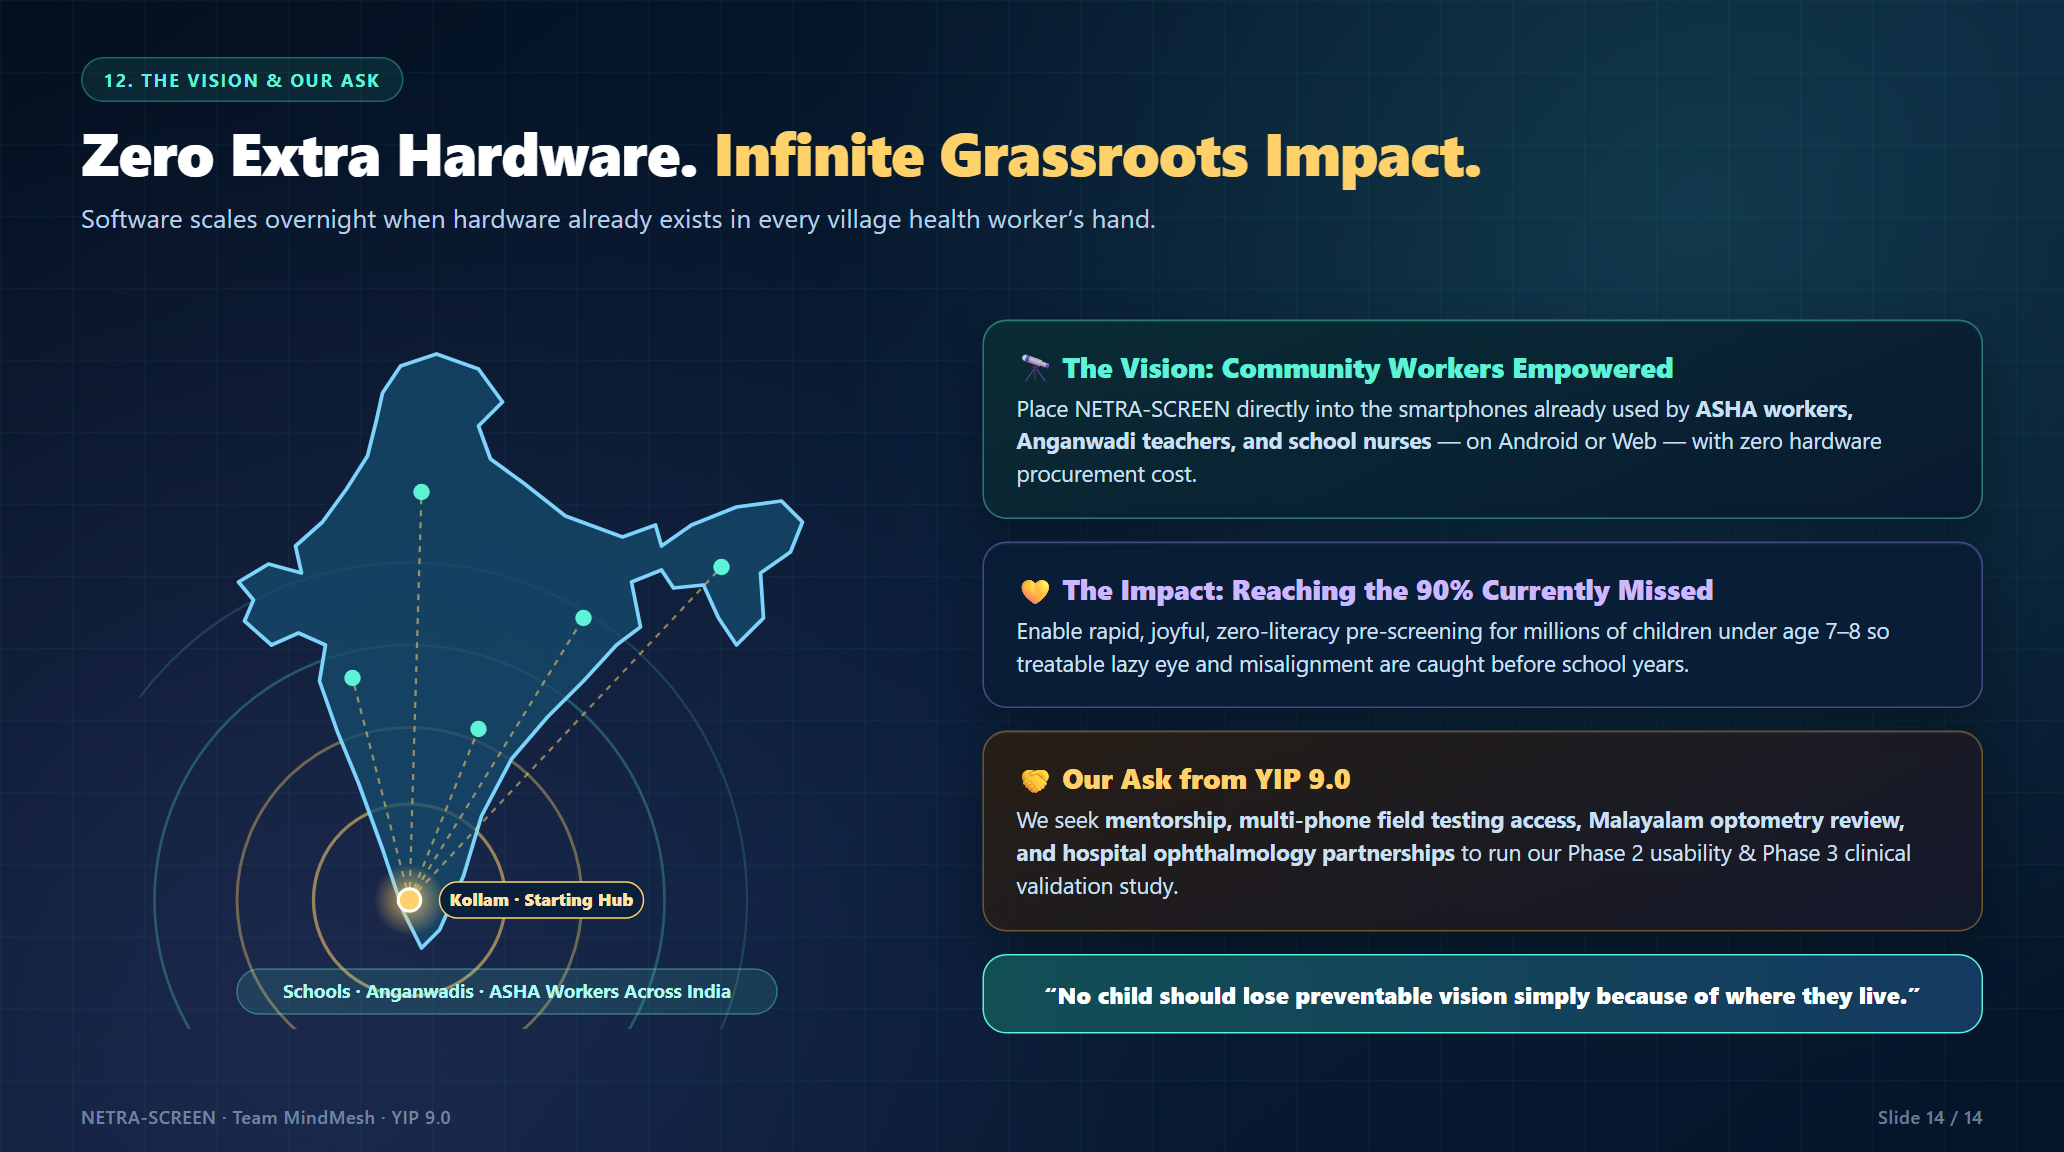 12. THE VISION & OUR ASK
Zero Extra Hardware. Infinite Grassroots Impact.
Software scales overnight when hardware already exists in every village health worker’s hand.
Kollam · Starting Hub
Schools · Anganwadis · ASHA Workers Across India
The Vision: Community Workers Empowered
Place NETRA-SCREEN directly into the smartphones already used by ASHA workers,
Anganwadi teachers, and school nurses — on Android or Web — with zero hardware
procurement cost.
The Impact: Reaching the 90% Currently Missed
Enable rapid, joyful, zero-literacy pre-screening for millions of children under age 7–8 so
treatable lazy eye and misalignment are caught before school years.
Our Ask from YIP 9.0
We seek mentorship, multi-phone field testing access, Malayalam optometry review,
and hospital ophthalmology partnerships to run our Phase 2 usability & Phase 3 clinical
validation study.
“No child should lose preventable vision simply because of where they live.”
NETRA-SCREEN · Team MindMesh · YIP 9.0
Slide 14 / 14